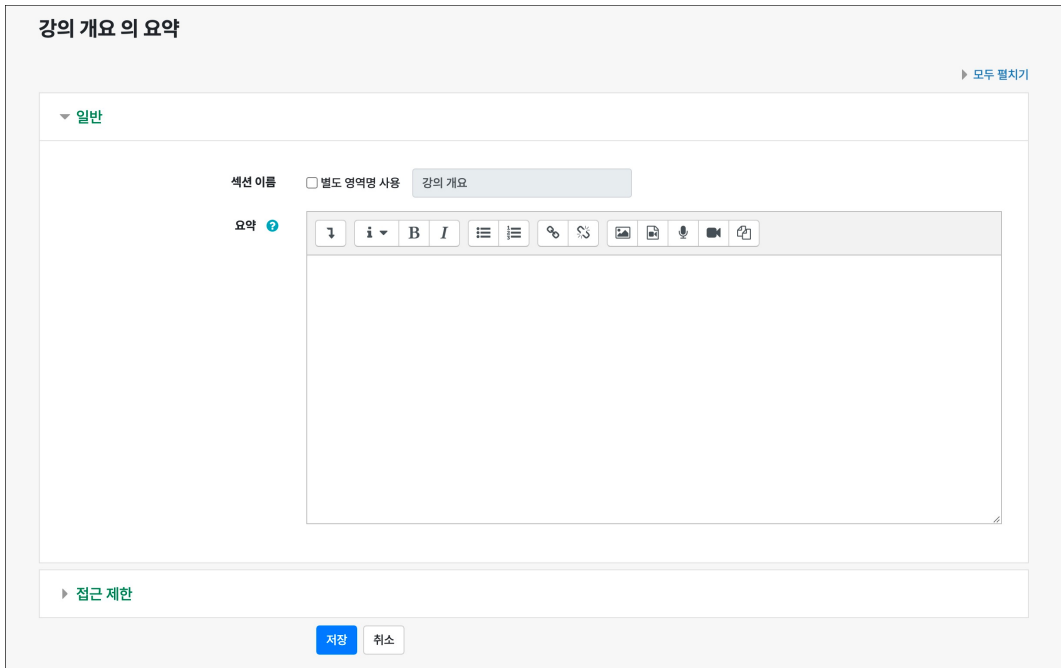 강의 개요 의 요약
모두 펼치기
일반
섹션 이름 별도 영역명 사용 강의 개요
요약 ?
i B I
접근 제한
저장 취소